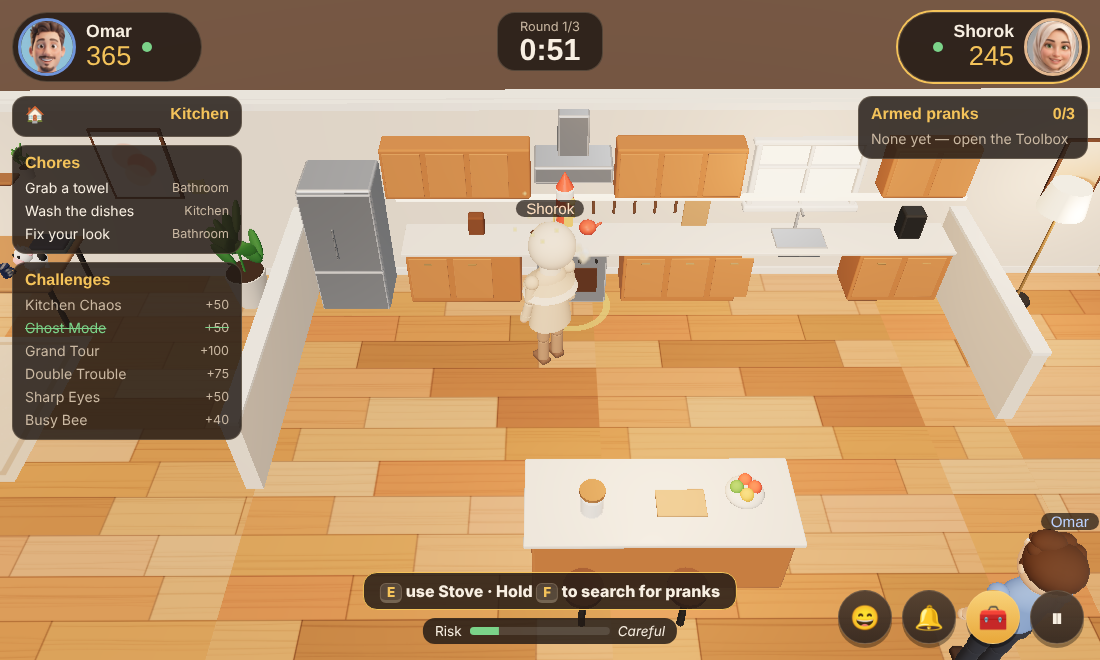 Omar
365
Round 1/3
0:51
Shorok
245
Kitchen
Chores
Grab a towel Bathroom
Wash the dishes Kitchen
Fix your look Bathroom
Challenges
Kitchen Chaos +50
Ghost Mode +50
Grand Tour +100
Double Trouble +75
Sharp Eyes +50
Busy Bee +40
Armed pranks 0/3
None yet — open the Toolbox
Shorok
Omar
E use Stove · Hold F to search for pranks
Risk Careful